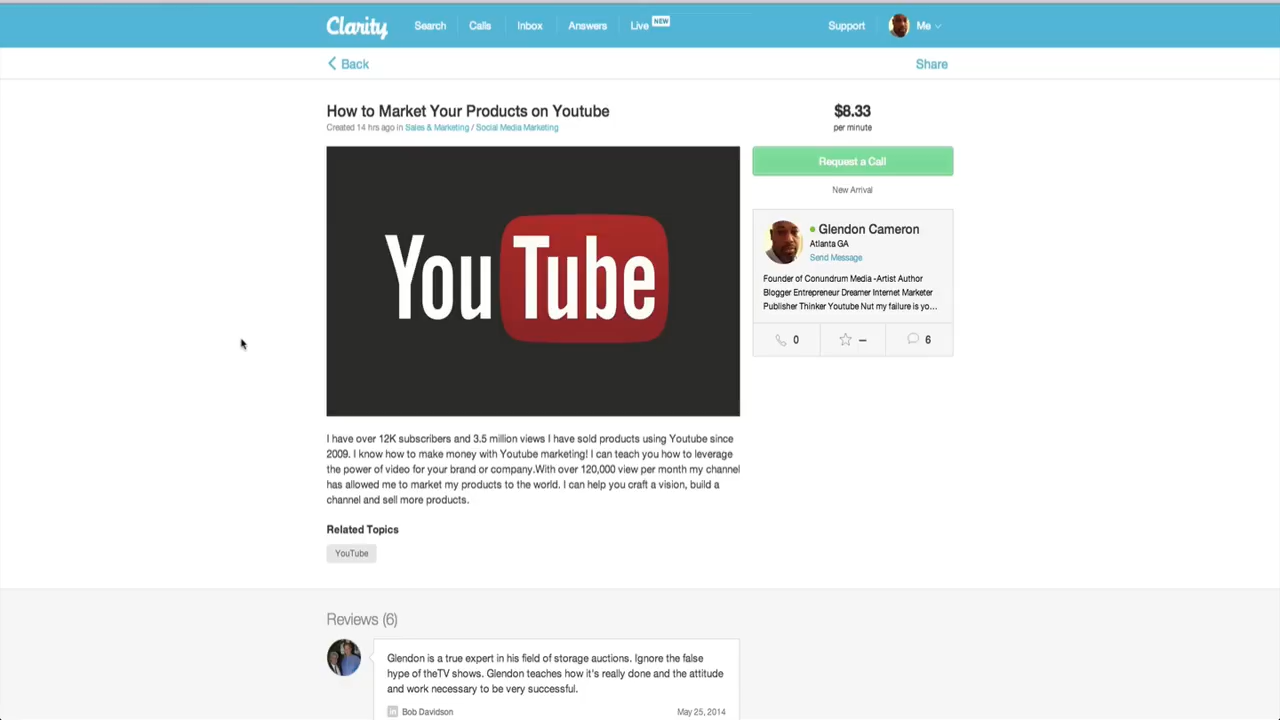 Clarity Search Calls Inbox Answers Live NEW Support Me
Back Share
How to Market Your Products on Youtube
Created 14 hrs ago in Sales & Marketing / Social Media Marketing
$8.33
per minute
Request a Call
New Arrival
YouTube
Glendon Cameron
Atlanta GA
Send Message
Founder of Conundrum Media -Artist Author
Blogger Entrepreneur Dreamer Internet Marketer
Publisher Thinker Youtube Nut my failure is yo...
0 – 6
I have over 12K subscribers and 3.5 million views I have sold products using Youtube since
2009. I know how to make money with Youtube marketing! I can teach you how to leverage
the power of video for your brand or company.With over 120,000 view per month my channel
has allowed me to market my products to the world. I can help you craft a vision, build a
channel and sell more products.
Related Topics
YouTube
Reviews (6)
Glendon is a true expert in his field of storage auctions. Ignore the false
hype of theTV shows. Glendon teaches how it's really done and the attitude
and work necessary to be very successful.
in Bob Davidson May 25, 2014